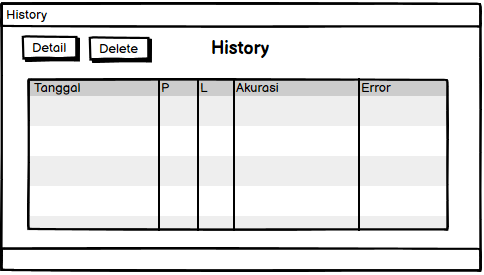 History
Detail Delete History
Tanggal P L Akurasi Error